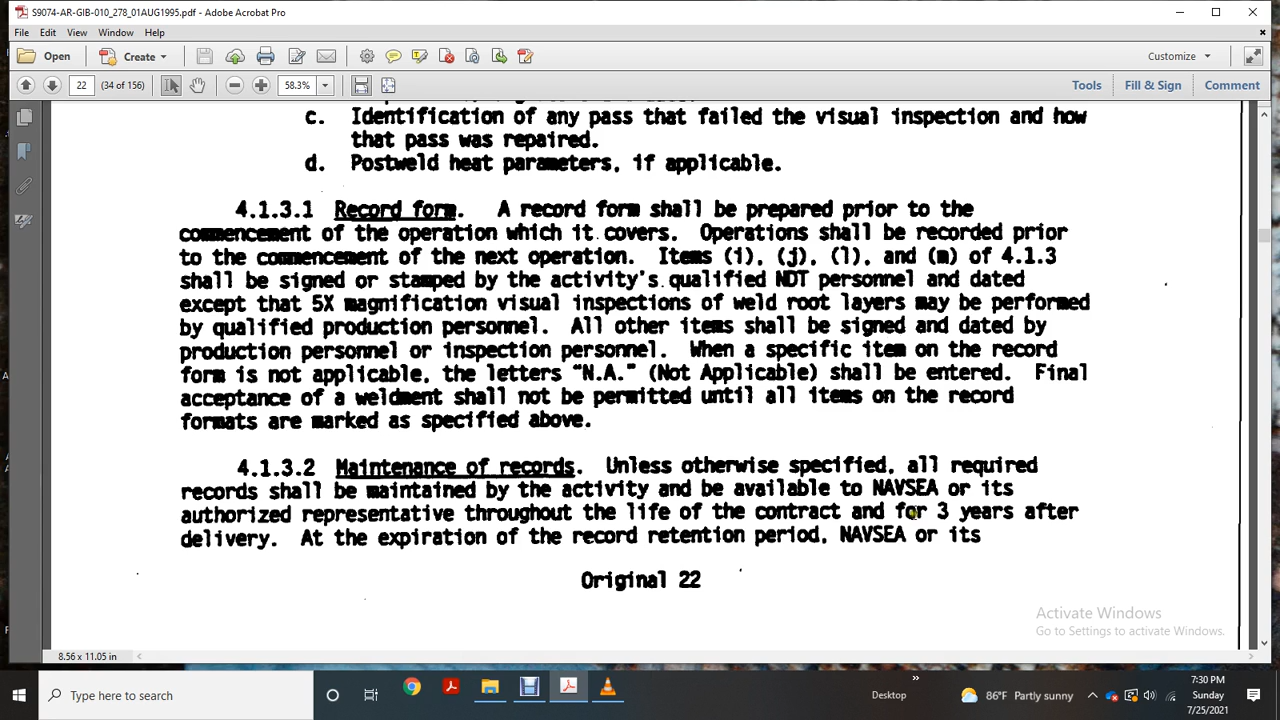 S9074-AR-GIB-010_278_01AUG1995.pdf - Adobe Acrobat Pro
File Edit View Window Help
Open Create Customize
22 (34 of 156) 58.3% Tools Fill & Sign Comment
c. Identification of any pass that failed the visual inspection and how
that pass was repaired.
d. Postweld heat parameters, if applicable.
4.1.3.1 Record form. A record form shall be prepared prior to the
commencement of the operation which it covers. Operations shall be recorded prior
to the commencement of the next operation. Items (i), (j), (l), and (m) of 4.1.3
shall be signed or stamped by the activity's qualified NDT personnel and dated
except that 5X magnification visual inspections of weld root layers may be performed
by qualified production personnel. All other items shall be signed and dated by
production personnel or inspection personnel. When a specific item on the record
form is not applicable, the letters "N.A." (Not Applicable) shall be entered. Final
acceptance of a weldment shall not be permitted until all items on the record
formats are marked as specified above.
4.1.3.2 Maintenance of records. Unless otherwise specified, all required
records shall be maintained by the activity and be available to NAVSEA or its
authorized representative throughout the life of the contract and for 3 years after
delivery. At the expiration of the record retention period, NAVSEA or its
Original 22
Activate Windows
Go to Settings to activate Windows.
8.56 x 11.05 in
Type here to search
Desktop
86°F Partly sunny
7:30 PM
Sunday
7/25/2021